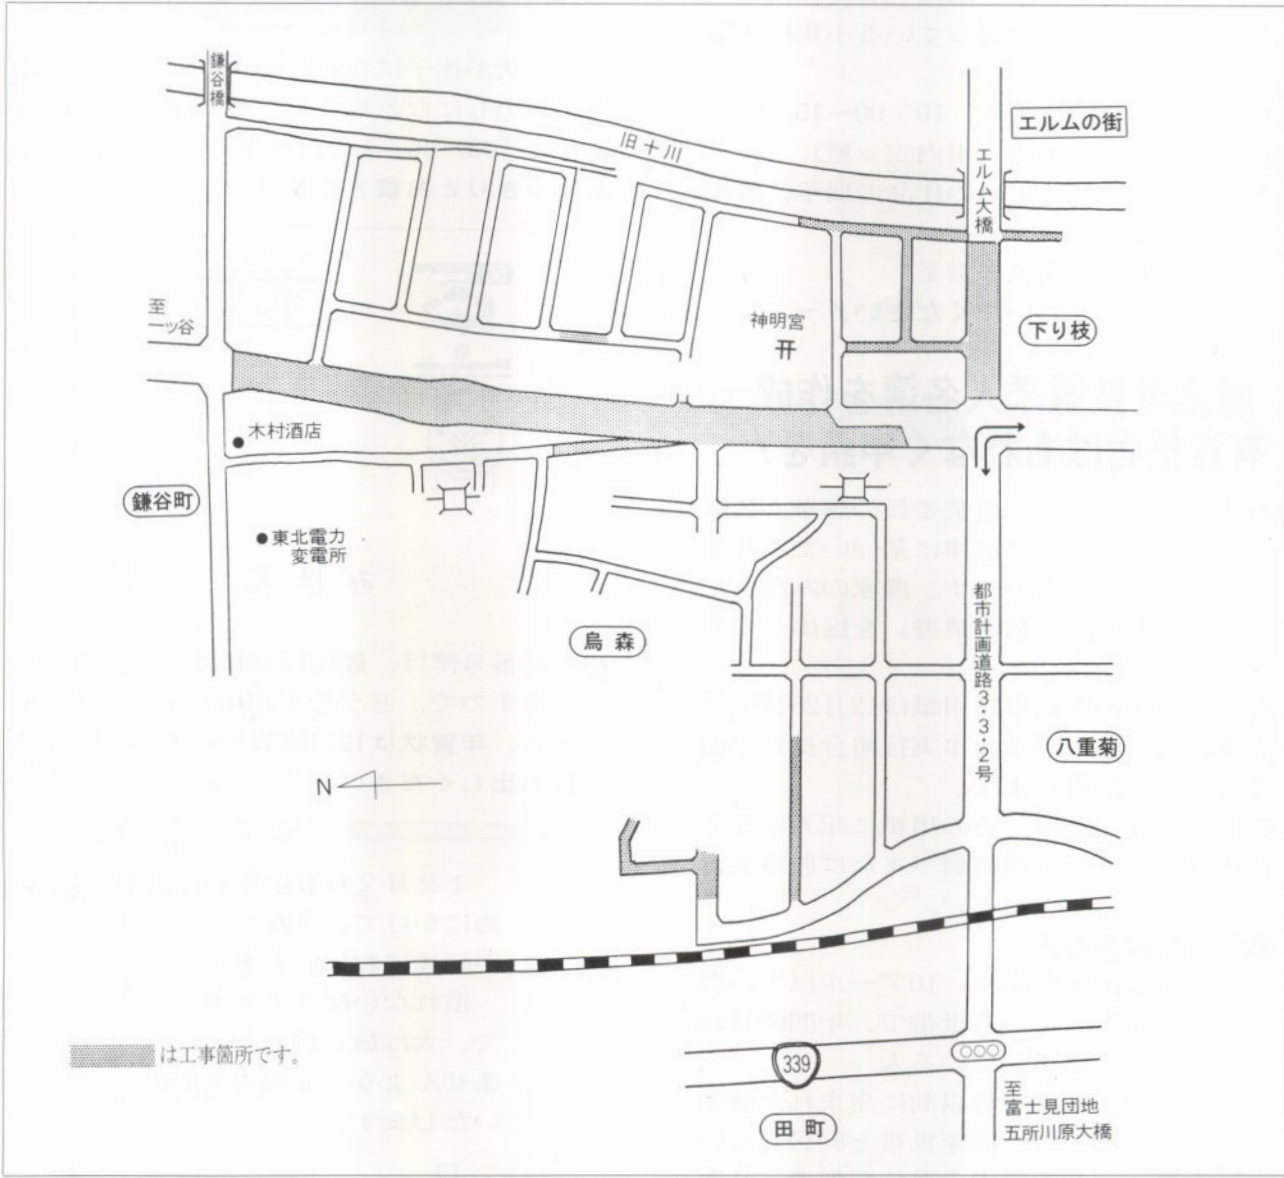 鎌谷橋
旧十川
エルムの街
エルム大橋
至
一ッ谷
神明宮
下り枝
木村酒店
鎌谷町
東北電力
変電所
烏森
都市計画道路3・3・2号
八重菊
N
は工事箇所です。
339
田町
至
富士見団地
五所川原大橋